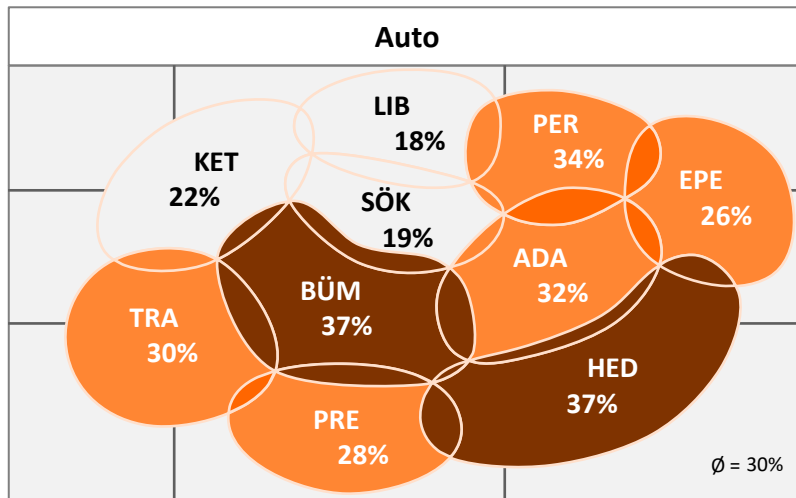 Auto
LIB
18%
PER
34%
KET
22%
EPE
26%
SÖK
19%
ADA
32%
BÜM
37%
TRA
30%
HED
37%
PRE
28%
Ø = 30%